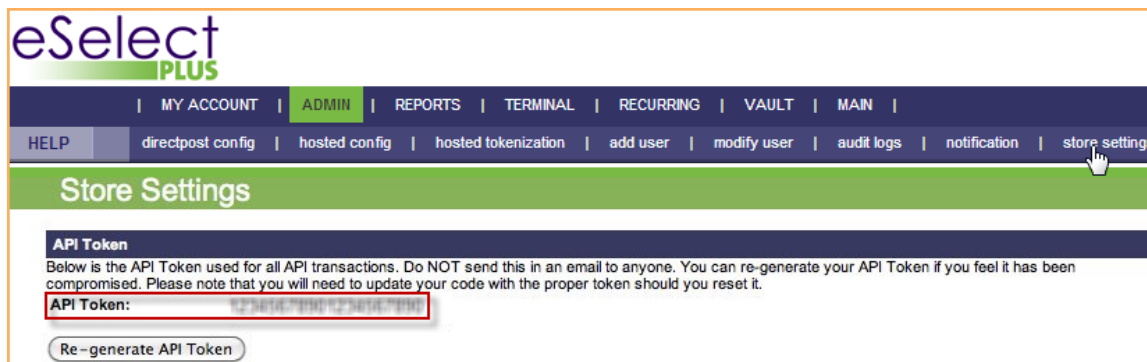 eSelect
PLUS
| MY ACCOUNT | ADMIN | REPORTS | TERMINAL | RECURRING | VAULT | MAIN |
HELP directpost config | hosted config | hosted tokenization | add user | modify user | audit logs | notification | store setting
Store Settings
API Token
Below is the API Token used for all API transactions. Do NOT send this in an email to anyone. You can re-generate your API Token if you feel it has been
compromised. Please note that you will need to update your code with the proper token should you reset it.
API Token:
Re-generate API Token